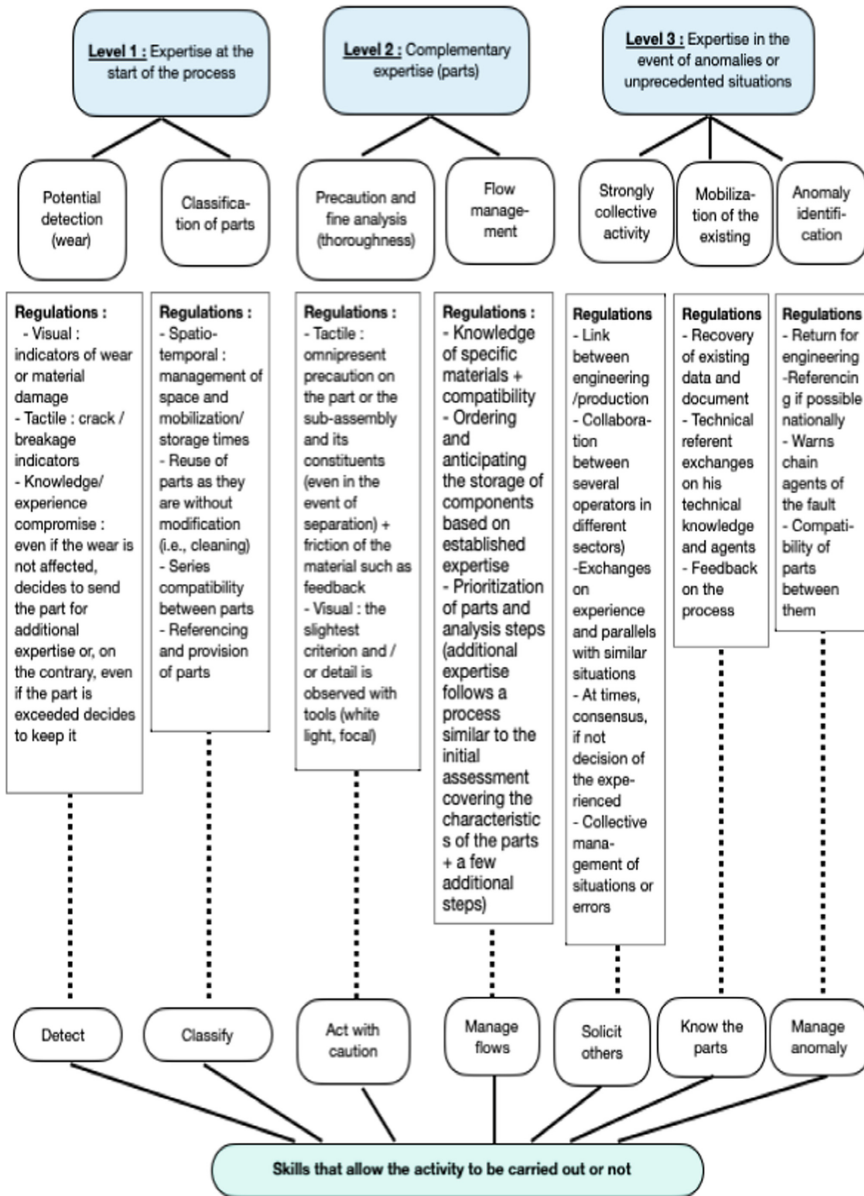 Level 1 : Expertise at the
start of the process
Level 2 : Complementary
expertise (parts)
Level 3 : Expertise in the
event of anomalies or
unprecedented situations
Potential
detection
(wear)
Classifica-
tion of parts
Precaution and
fine analysis
(thoroughness)
Flow
manage-
ment
Strongly
collective
activity
Mobiliza-
tion of the
existing
Anomaly
identifi-
cation
Regulations :
- Visual :
indicators of wear
or material
damage
- Tactile : crack /
breakage
indicators
- Knowledge/
experience
compromise :
even if the wear is
not affected,
decides to send
the part for
additional
expertise or, on
the contrary, even
if the part is
exceeded decides
to keep it
Regulations :
- Spatio-
temporal :
management of
space and
mobilization/
storage times
- Reuse of
parts as they
are without
modification
(i.e., cleaning)
- Series
compatibility
between parts
- Referencing
and provision
of parts
Regulations :
- Tactile :
omnipresent
precaution on
the part or the
sub-assembly
and its
constituents
(even in the
event of
separation) +
friction of the
material such as
feedback
- Visual : the
slightest
criterion and /
or detail is
observed with
tools (white
light, focal)
Regulations :
- Knowledge
of specific
materials +
compatibility
- Ordering
and
anticipating
the storage of
components
based on
established
expertise
- Prioritization
of parts and
analysis steps
(additional
expertise
follows a
process
similar to the
initial
assessment
covering the
characteristic
s of the parts
+ a few
additional
steps)
Regulations
- Link
between
engineering
/production
- Collabora-
tion
between
several
operators in
different
sectors)
-Exchanges
on
experience
and parallels
with similar
situations
- At times,
consensus,
if not
decision of
the expe-
rienced
- Collective
mana-
gement of
situations or
errors
Regulations
- Recovery
of existing
data and
document
- Technical
referent
exchanges
on his
technical
knowledge
and agents
- Feedback
on the
process
Regulations
- Return for
engineering
-Referencin
g if possible
nationally
- Warns
chain
agents of
the fault
- Compati-
bility of
parts
between
them
Detect
Classify
Act with
caution
Manage
flows
Solicit
others
Know the
parts
Manage
anomaly
Skills that allow the activity to be carried out or not